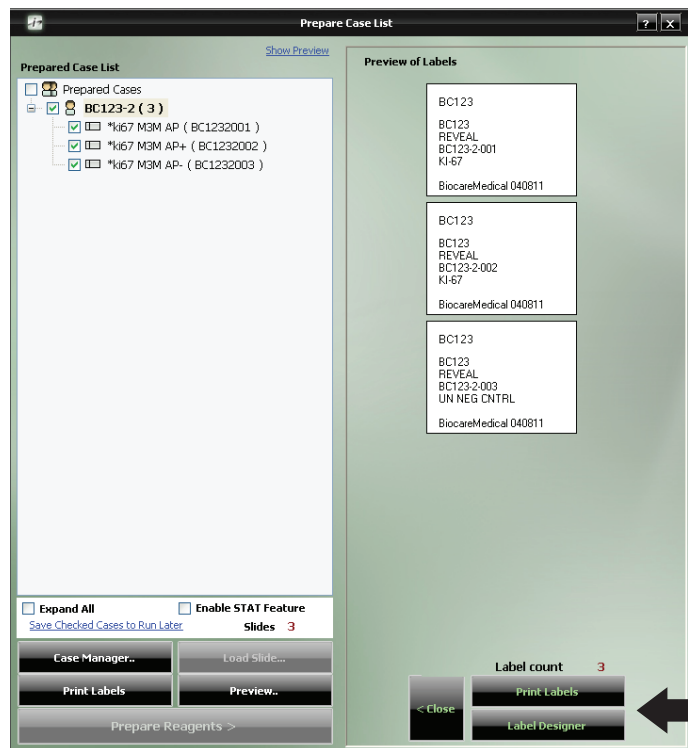 Prepare Case List
Show Preview
Prepared Case List
Prepared Cases
BC123-2 ( 3 )
*ki67 M3M AP ( BC1232001 )
*ki67 M3M AP+ ( BC1232002 )
*ki67 M3M AP- ( BC1232003 )
Expand All
Enable STAT Feature
Save Checked Cases to Run Later
Slides 3
Case Manager..
Load Slide...
Print Labels
Preview..
Prepare Reagents >
Preview of Labels
BC123
BC123
REVEAL
BC123-2-001
KI-67
BiocareMedical 040811
BC123
BC123
REVEAL
BC123-2-002
KI-67
BiocareMedical 040811
BC123
BC123
REVEAL
BC123-2-003
UN NEG CNTRL
BiocareMedical 040811
Label count 3
< Close
Print Labels
Label Designer